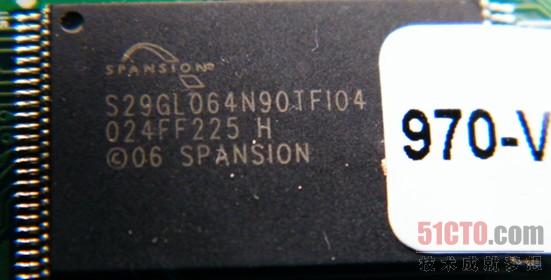 SPANSION
S29GL064N90TFI04
024FF225 H
©06 SPANSION
970-V
51CTO.com
技术成就梦想